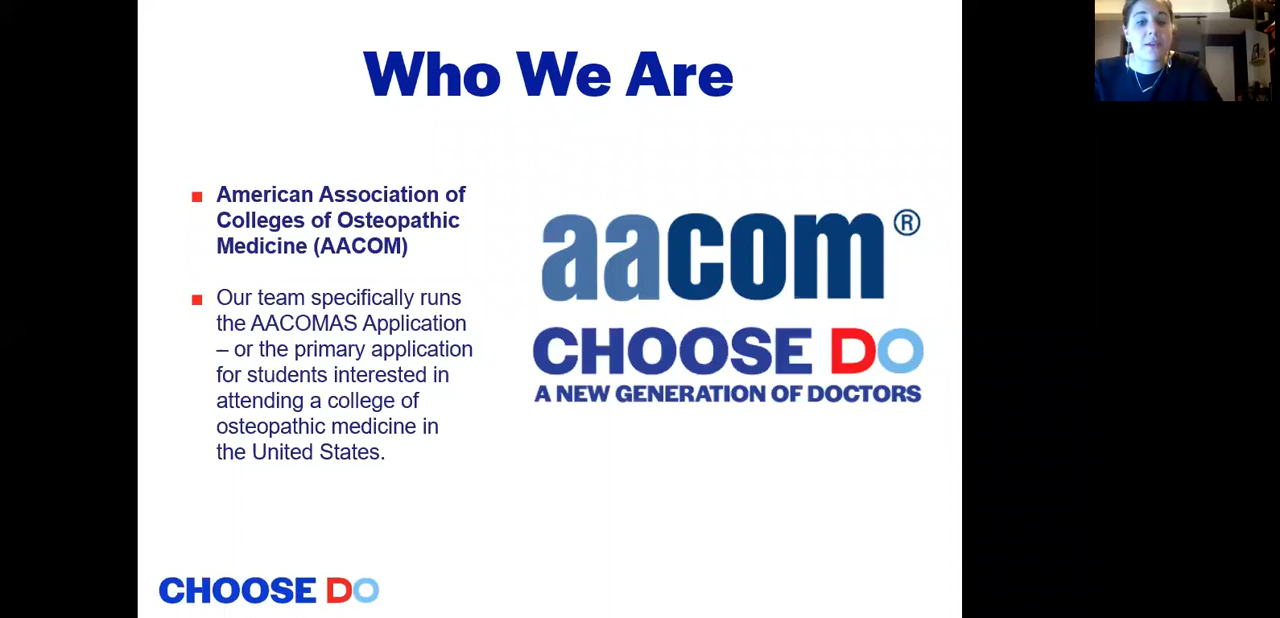 Who We Are
American Association of
Colleges of Osteopathic
Medicine (AACOM)
Our team specifically runs
the AACOMAS Application
– or the primary application
for students interested in
attending a college of
osteopathic medicine in
the United States.
aacom®
CHOOSE DO
A NEW GENERATION OF DOCTORS
CHOOSE DO